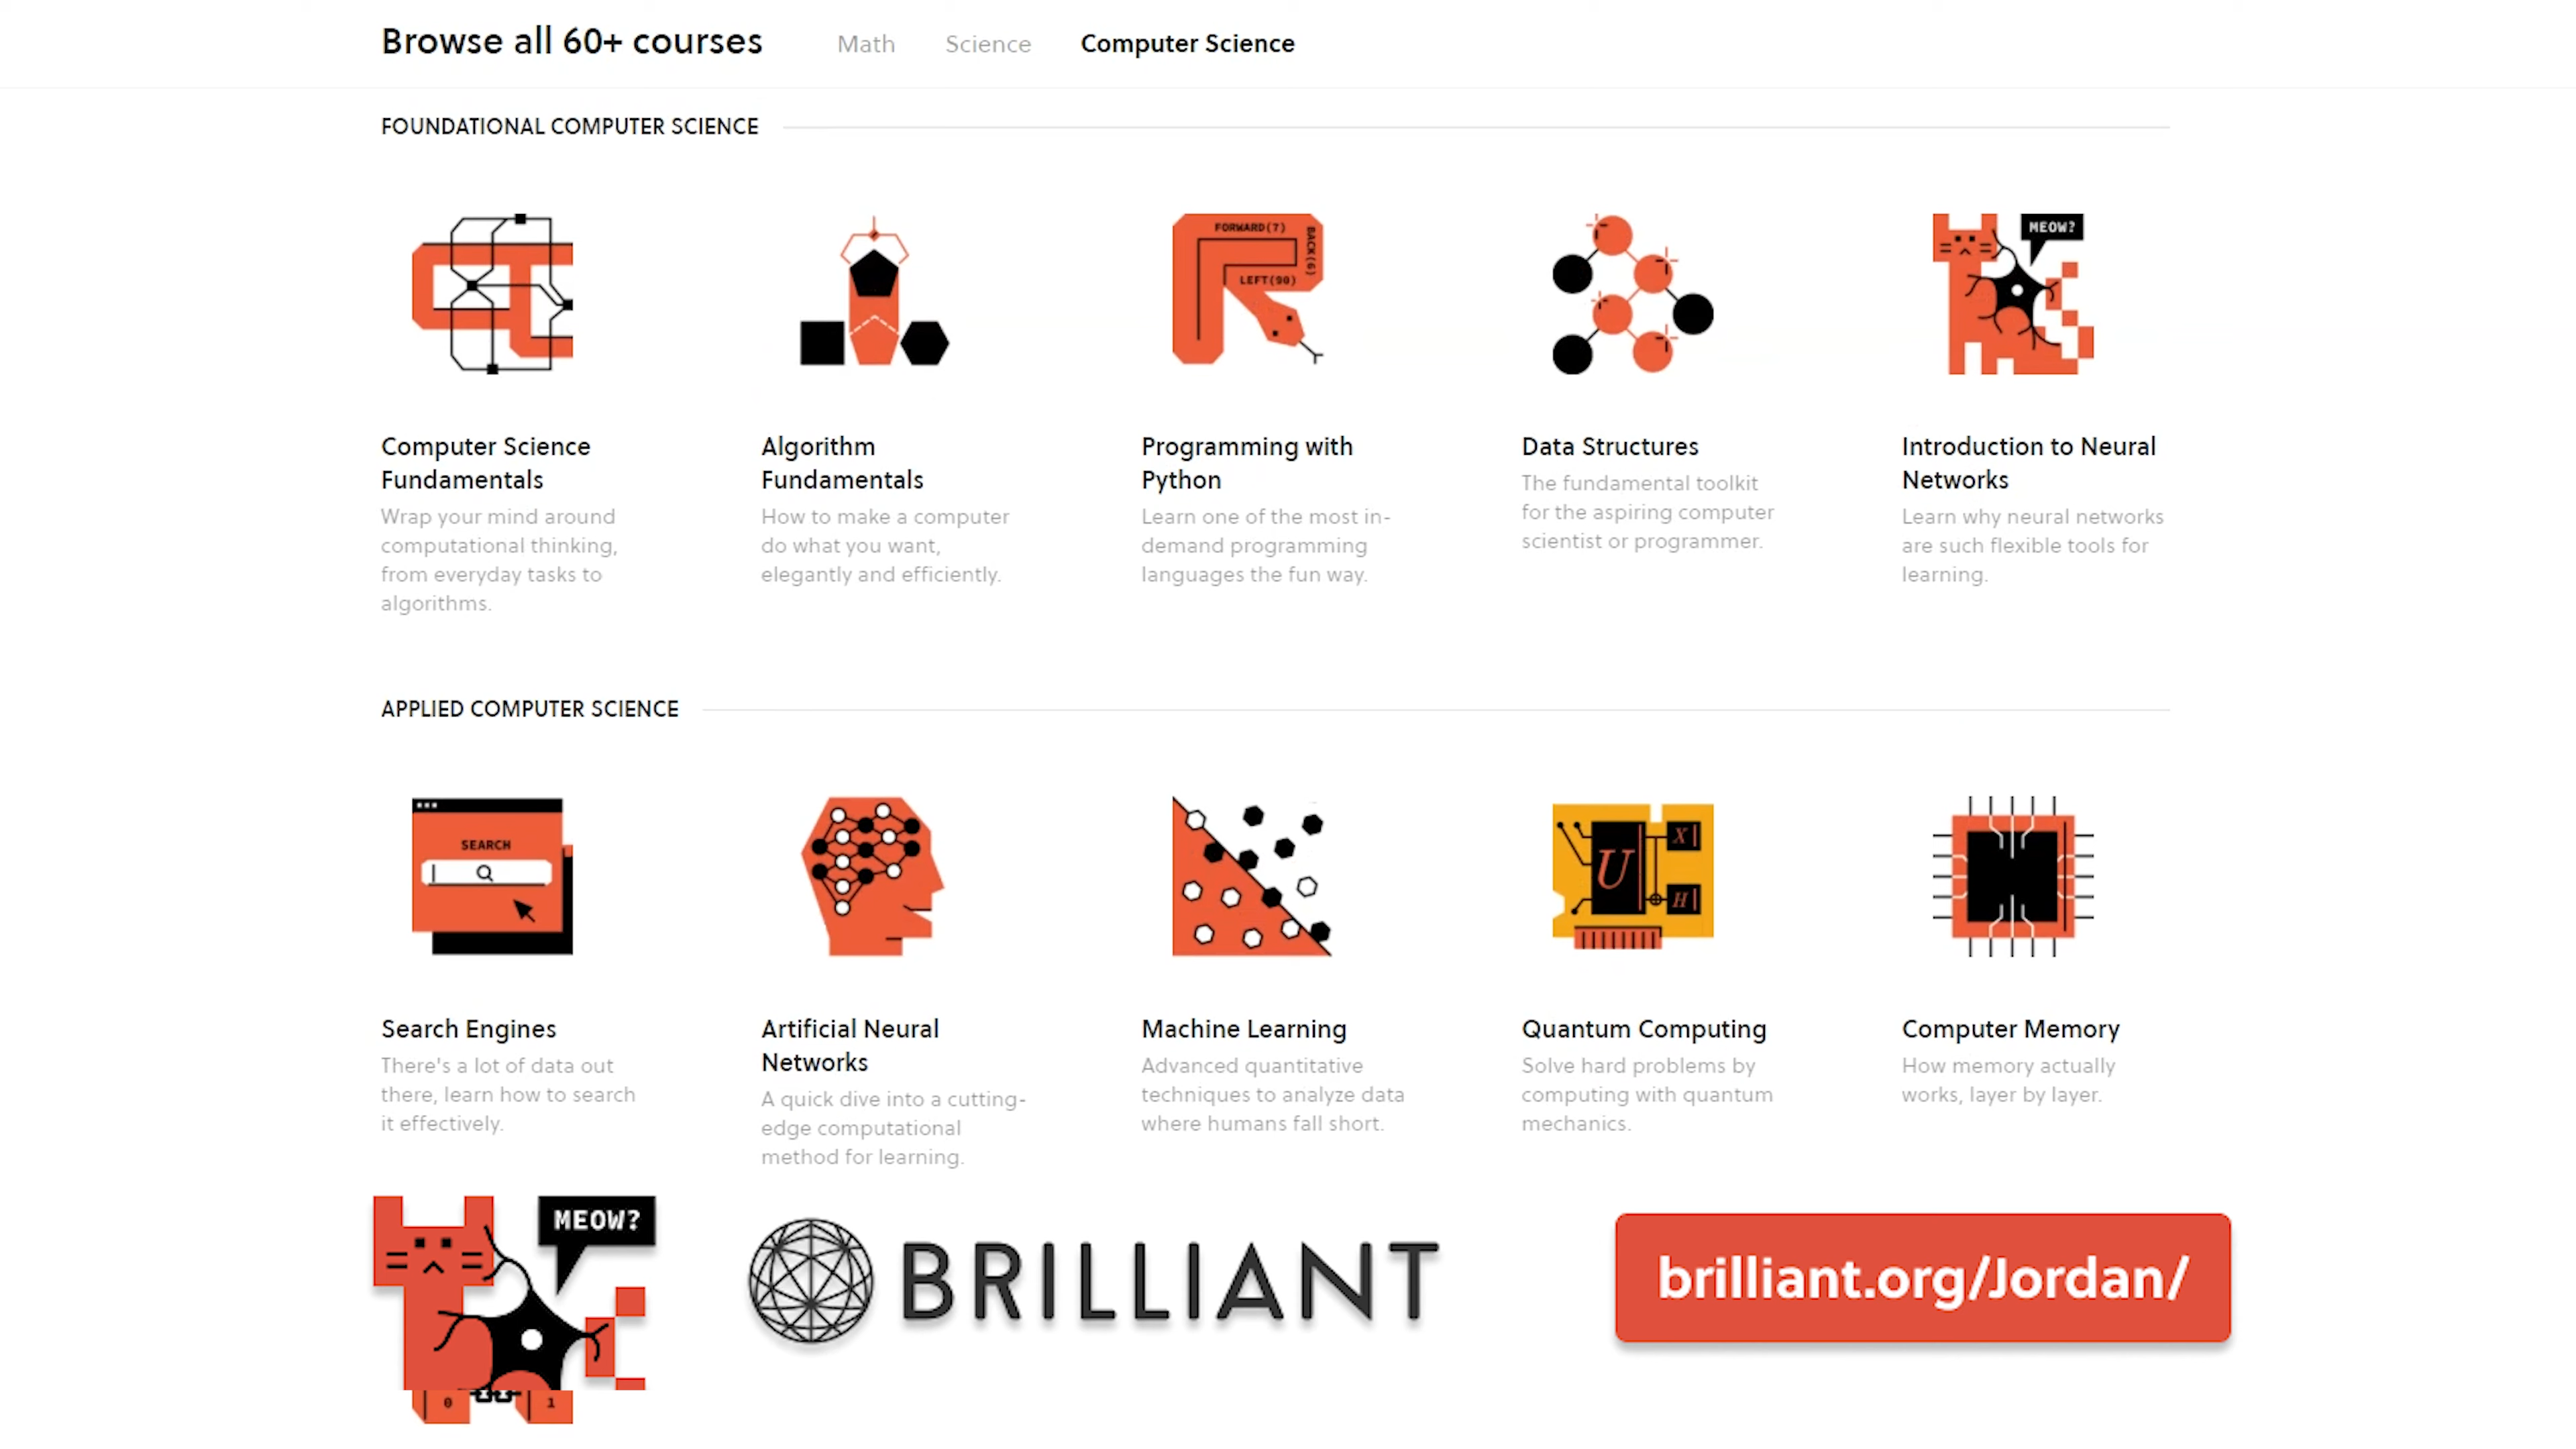 Browse all 60+ courses
Math
Science
Computer Science
FOUNDATIONAL COMPUTER SCIENCE
FORWARD(7)
BACK(6)
LEFT(90)
MEOW?
Computer Science
Fundamentals
Wrap your mind around
computational thinking,
from everyday tasks to
algorithms.
Algorithm
Fundamentals
How to make a computer
do what you want,
elegantly and efficiently.
Programming with
Python
Learn one of the most in-
demand programming
languages the fun way.
Data Structures
The fundamental toolkit
for the aspiring computer
scientist or programmer.
Introduction to Neural
Networks
Learn why neural networks
are such flexible tools for
learning.
APPLIED COMPUTER SCIENCE
SEARCH
U
X
H
Search Engines
There's a lot of data out
there, learn how to search
it effectively.
Artificial Neural
Networks
A quick dive into a cutting-
edge computational
method for learning.
Machine Learning
Advanced quantitative
techniques to analyze data
where humans fall short.
Quantum Computing
Solve hard problems by
computing with quantum
mechanics.
Computer Memory
How memory actually
works, layer by layer.
MEOW?
0 1
BRILLIANT
brilliant.org/Jordan/